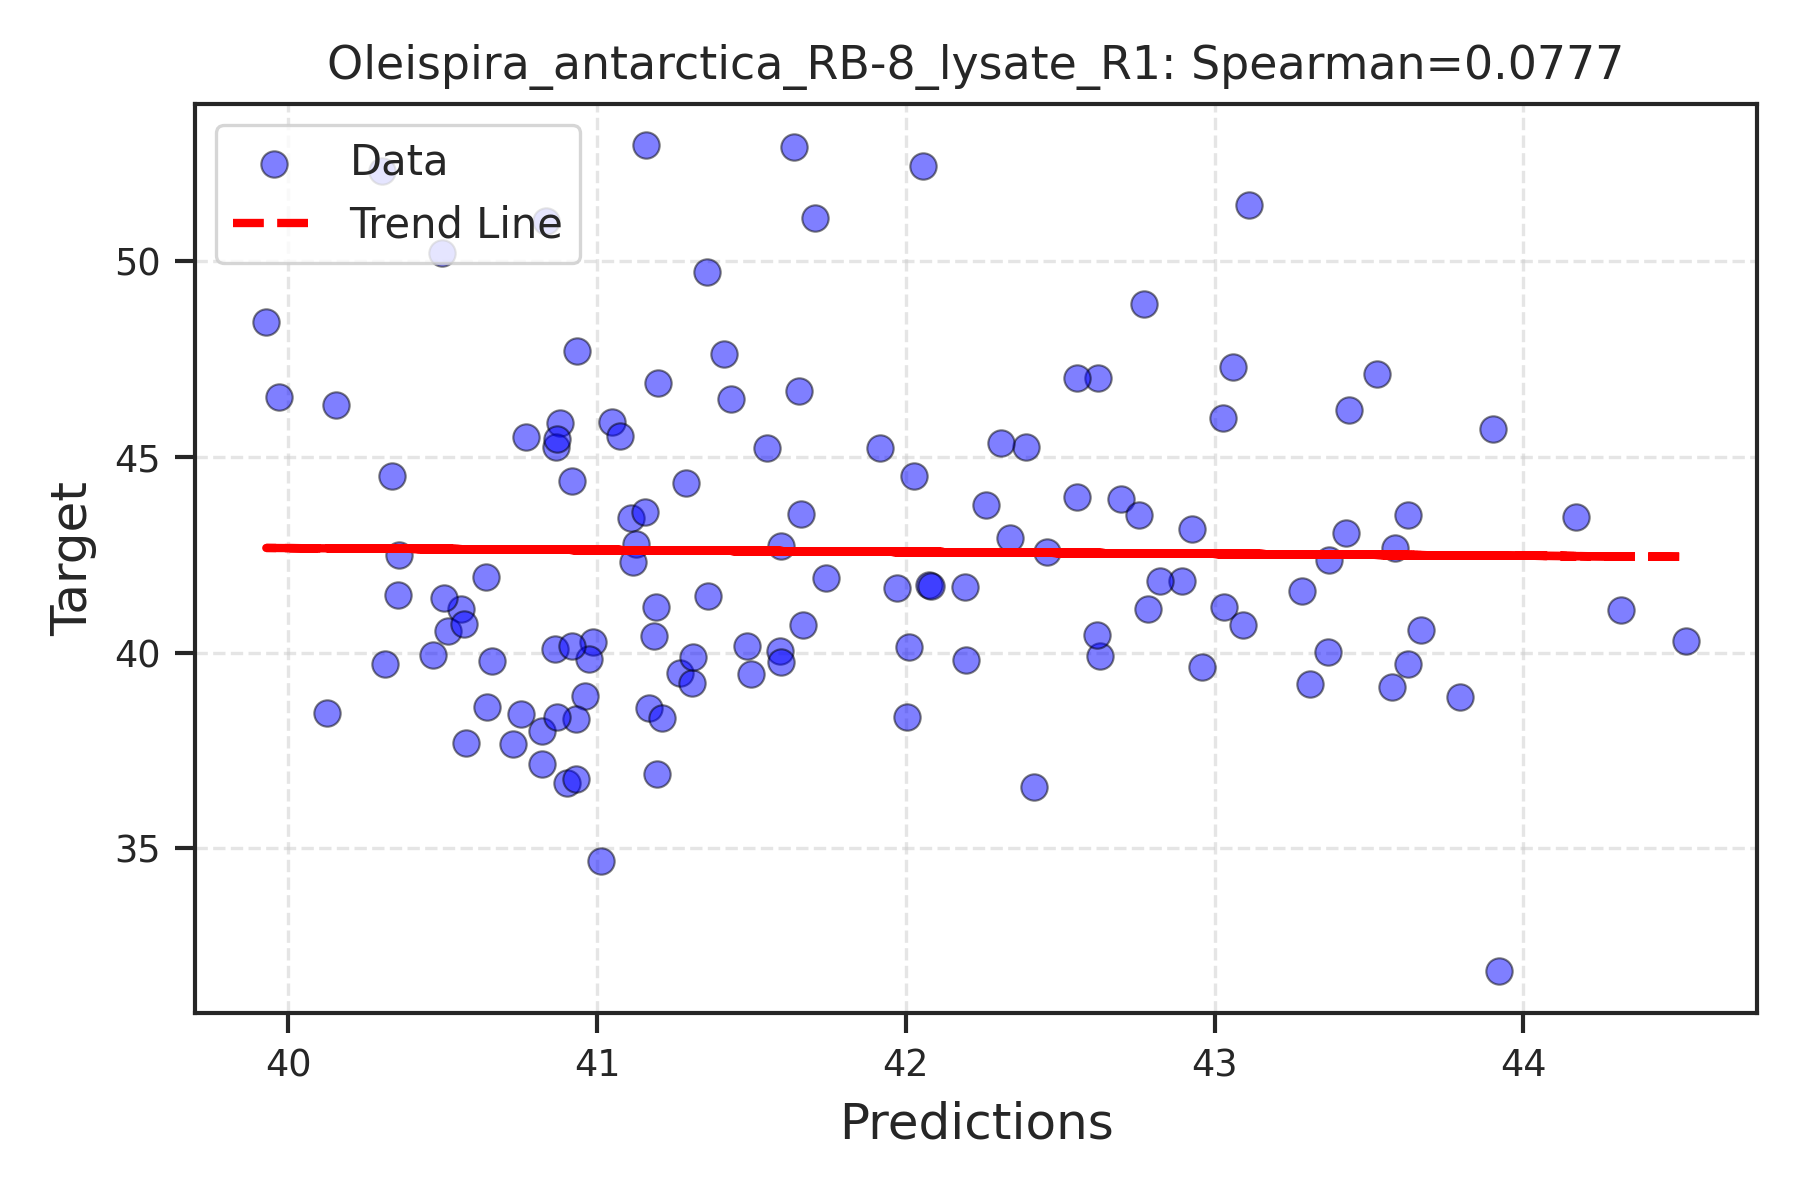 Oleispira_antarctica_RB-8_lysate_R1: Spearman=0.0777
Data
Trend Line
50
45
40
35
Target
40 41 42 43 44
Predictions